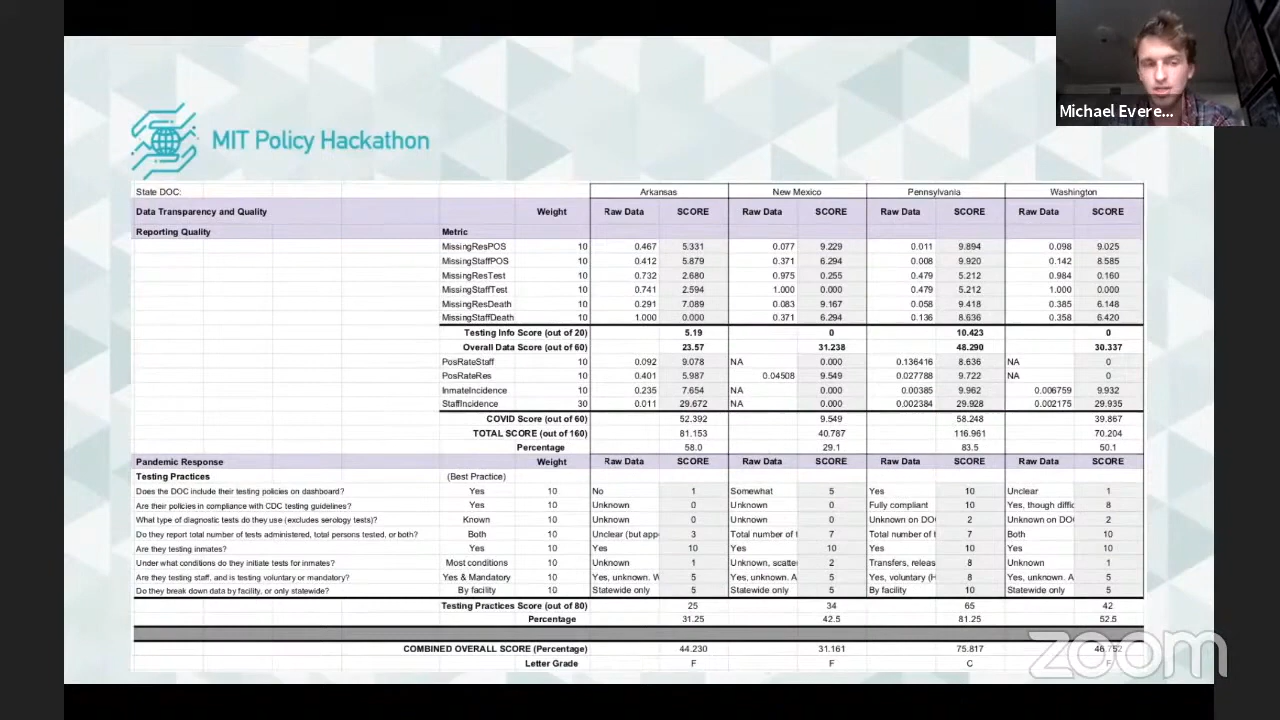 Michael Evere...
MIT Policy Hackathon
State DOC: Arkansas New Mexico Pennsylvania Washington
Data Transparency and Quality Weight Raw Data SCORE Raw Data SCORE Raw Data SCORE Raw Data SCORE
Reporting Quality Metric
MissingResPOS 10 0.467 5.331 0.077 9.229 0.011 9.894 0.098 9.025
MissingStaffPOS 10 0.412 5.879 0.371 6.294 0.008 9.920 0.142 8.585
MissingResTest 10 0.732 2.680 0.975 0.255 0.479 5.212 0.984 0.160
MissingStaffTest 10 0.741 2.594 1.000 0.000 0.479 5.212 1.000 0.000
MissingResDeath 10 0.291 7.089 0.083 9.167 0.058 9.418 0.385 6.148
MissingStaffDeath 10 1.000 0.000 0.371 6.294 0.136 8.636 0.358 6.420
Testing Info Score (out of 20) 5.19 0 10.423 0
Overall Data Score (out of 60) 23.57 31.238 48.290 30.337
PosRateStaff 10 0.092 9.078 NA 0.000 0.136416 8.636 NA 0
PosRateRes 10 0.401 5.987 0.04508 9.549 0.027788 9.722 NA 0
InmateIncidence 10 0.235 7.654 NA 0.000 0.00385 9.962 0.006759 9.932
StaffIncidence 30 0.011 29.672 NA 0.000 0.002384 29.928 0.002175 29.935
COVID Score (out of 60) 52.392 9.549 58.248 39.867
TOTAL SCORE (out of 160) 81.153 40.787 116.961 70.204
Percentage 58.0 29.1 83.5 50.1
Pandemic Response Weight Raw Data SCORE Raw Data SCORE Raw Data SCORE Raw Data SCORE
Testing Practices (Best Practice)
Does the DOC include their testing policies on dashboard? Yes 10 No 1 Somewhat 5 Yes 10 Unclear 1
Are their policies in compliance with CDC testing guidelines? Yes 10 Unknown 0 Unknown 0 Fully compliant 10 Yes, though diffic 8
What type of diagnostic tests do they use (excludes serology tests)? Known 10 Unknown 0 Unknown 0 Unknown on DO 2 Unknown on DO 2
Do they report total number of tests administered, total persons tested, or both? Both 10 Unclear (but app 3 Total number of t 7 Total number of t 7 Both 10
Are they testing inmates? Yes 10 Yes 10 Yes 10 Yes 10 Yes 10
Under what conditions do they initiate tests for inmates? Most conditions 10 Unknown 1 Unknown, scatte 2 Transfers, releas 8 Unknown 1
Are they testing staff, and is testing voluntary or mandatory? Yes & Mandatory 10 Yes, unknown. W 5 Yes, unknown. A 5 Yes, voluntary (H 8 Yes, unknown. A 5
Do they break down data by facility, or only statewide? By facility 10 Statewide only 5 Statewide only 5 By facility 10 Statewide only 5
Testing Practices Score (out of 80) 25 34 65 42
Percentage 31.25 42.5 81.25 52.5
COMBINED OVERALL SCORE (Percentage) 44.230 31.161 75.817 46.752
Letter Grade F F C F
zoom